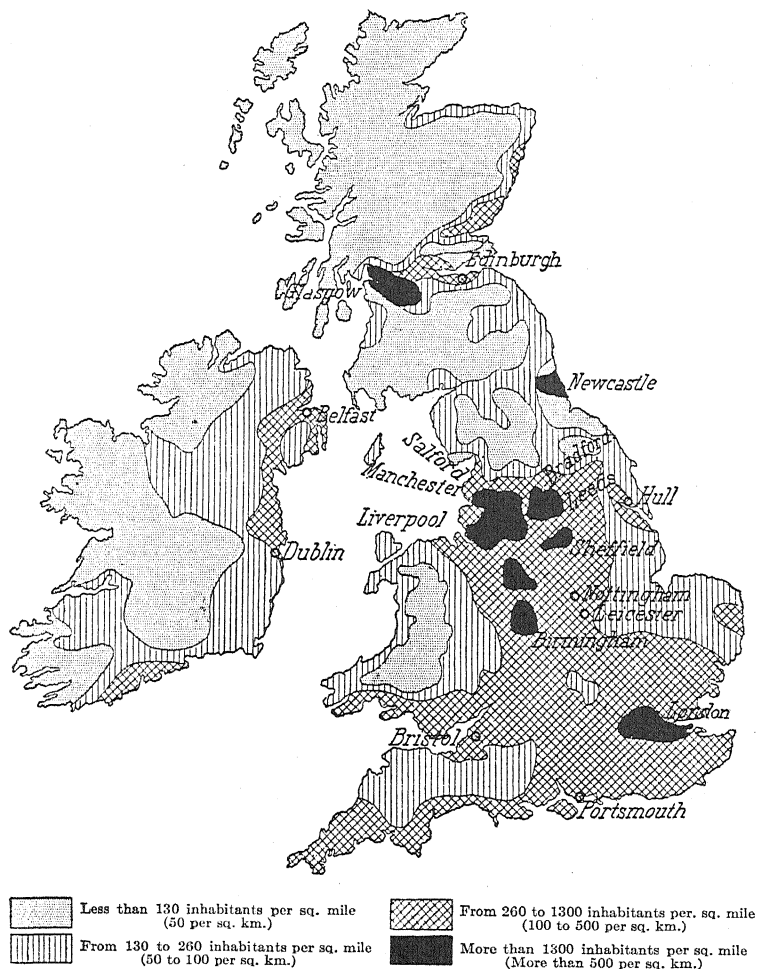 Edinburgh
Glasgow
Newcastle
Belfast
Salford
Manchester
Bradford
Leeds
Hull
Liverpool
Sheffield
Dublin
Nottingham
Leicester
Birmingham
London
Bristol
Portsmouth
Less than 130 inhabitants per sq. mile
(50 per sq. km.)
From 130 to 260 inhabitants per sq. mile
(50 to 100 per sq. km.)
From 260 to 1300 inhabitants per. sq. mile
(100 to 500 per sq. km.)
More than 1300 inhabitants per sq. mile
(More than 500 per sq. km.)